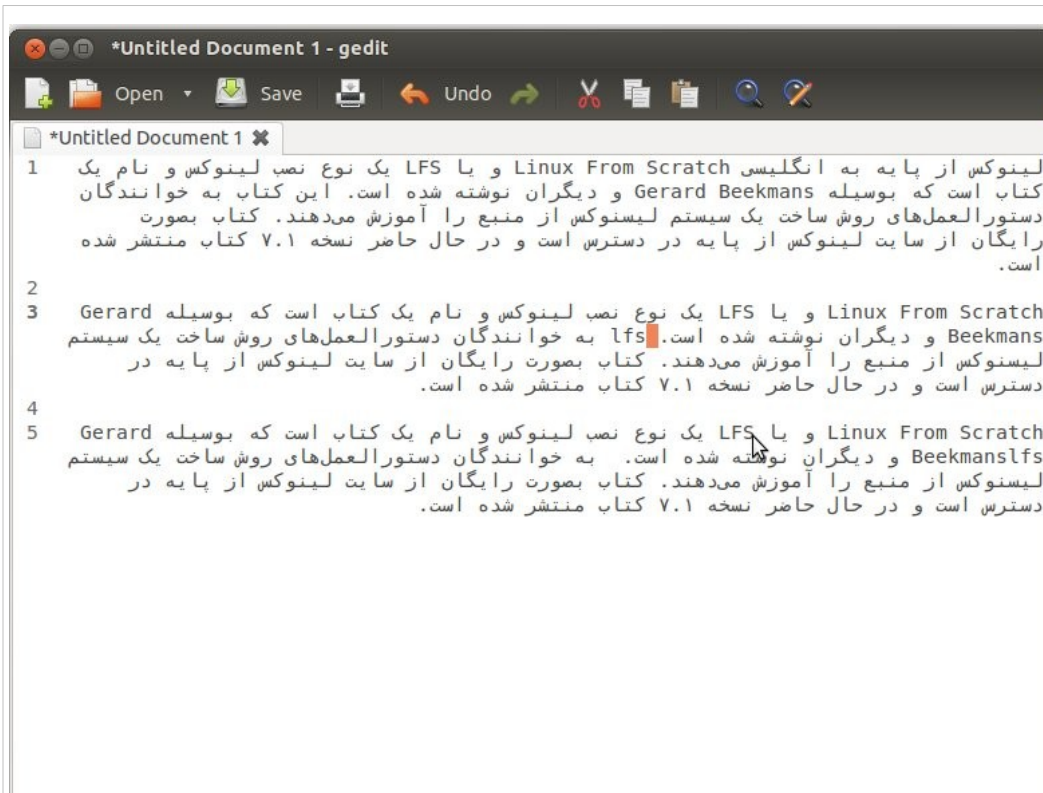 *Untitled Document 1 - gedit
Open Save Undo
*Untitled Document 1
1 لینوکس از پایه به انگلیسی Linux From Scratch و یا LFS یک نوع نصب لینوکس و نام یک
کتاب است که بوسیله Gerard Beekmans و دیگران نوشته شده است. این کتاب به خوانندگان
دستورالعمل‌های روش ساخت یک سیستم لیسنوکس از منبع را آموزش می‌دهند. کتاب بصورت
رایگان از سایت لینوکس از پایه در دسترس است و در حال حاضر نسخه ۷.۱ کتاب منتشر شده
است.
2
3 Linux From Scratch و یا LFS یک نوع نصب لینوکس و نام یک کتاب است که بوسیله Gerard
Beekmans و دیگران نوشته شده است. lfs به خوانندگان دستورالعمل‌های روش ساخت یک سیستم
لیسنوکس از منبع را آموزش می‌دهند. کتاب بصورت رایگان از سایت لینوکس از پایه در
دسترس است و در حال حاضر نسخه ۷.۱ کتاب منتشر شده است.
4
5 Linux From Scratch و یا LFS یک نوع نصب لینوکس و نام یک کتاب است که بوسیله Gerard
Beekmanslfs و دیگران نوشته شده است. به خوانندگان دستورالعمل‌های روش ساخت یک سیستم
لیسنوکس از منبع را آموزش می‌دهند. کتاب بصورت رایگان از سایت لینوکس از پایه در
دسترس است و در حال حاضر نسخه ۷.۱ کتاب منتشر شده است.